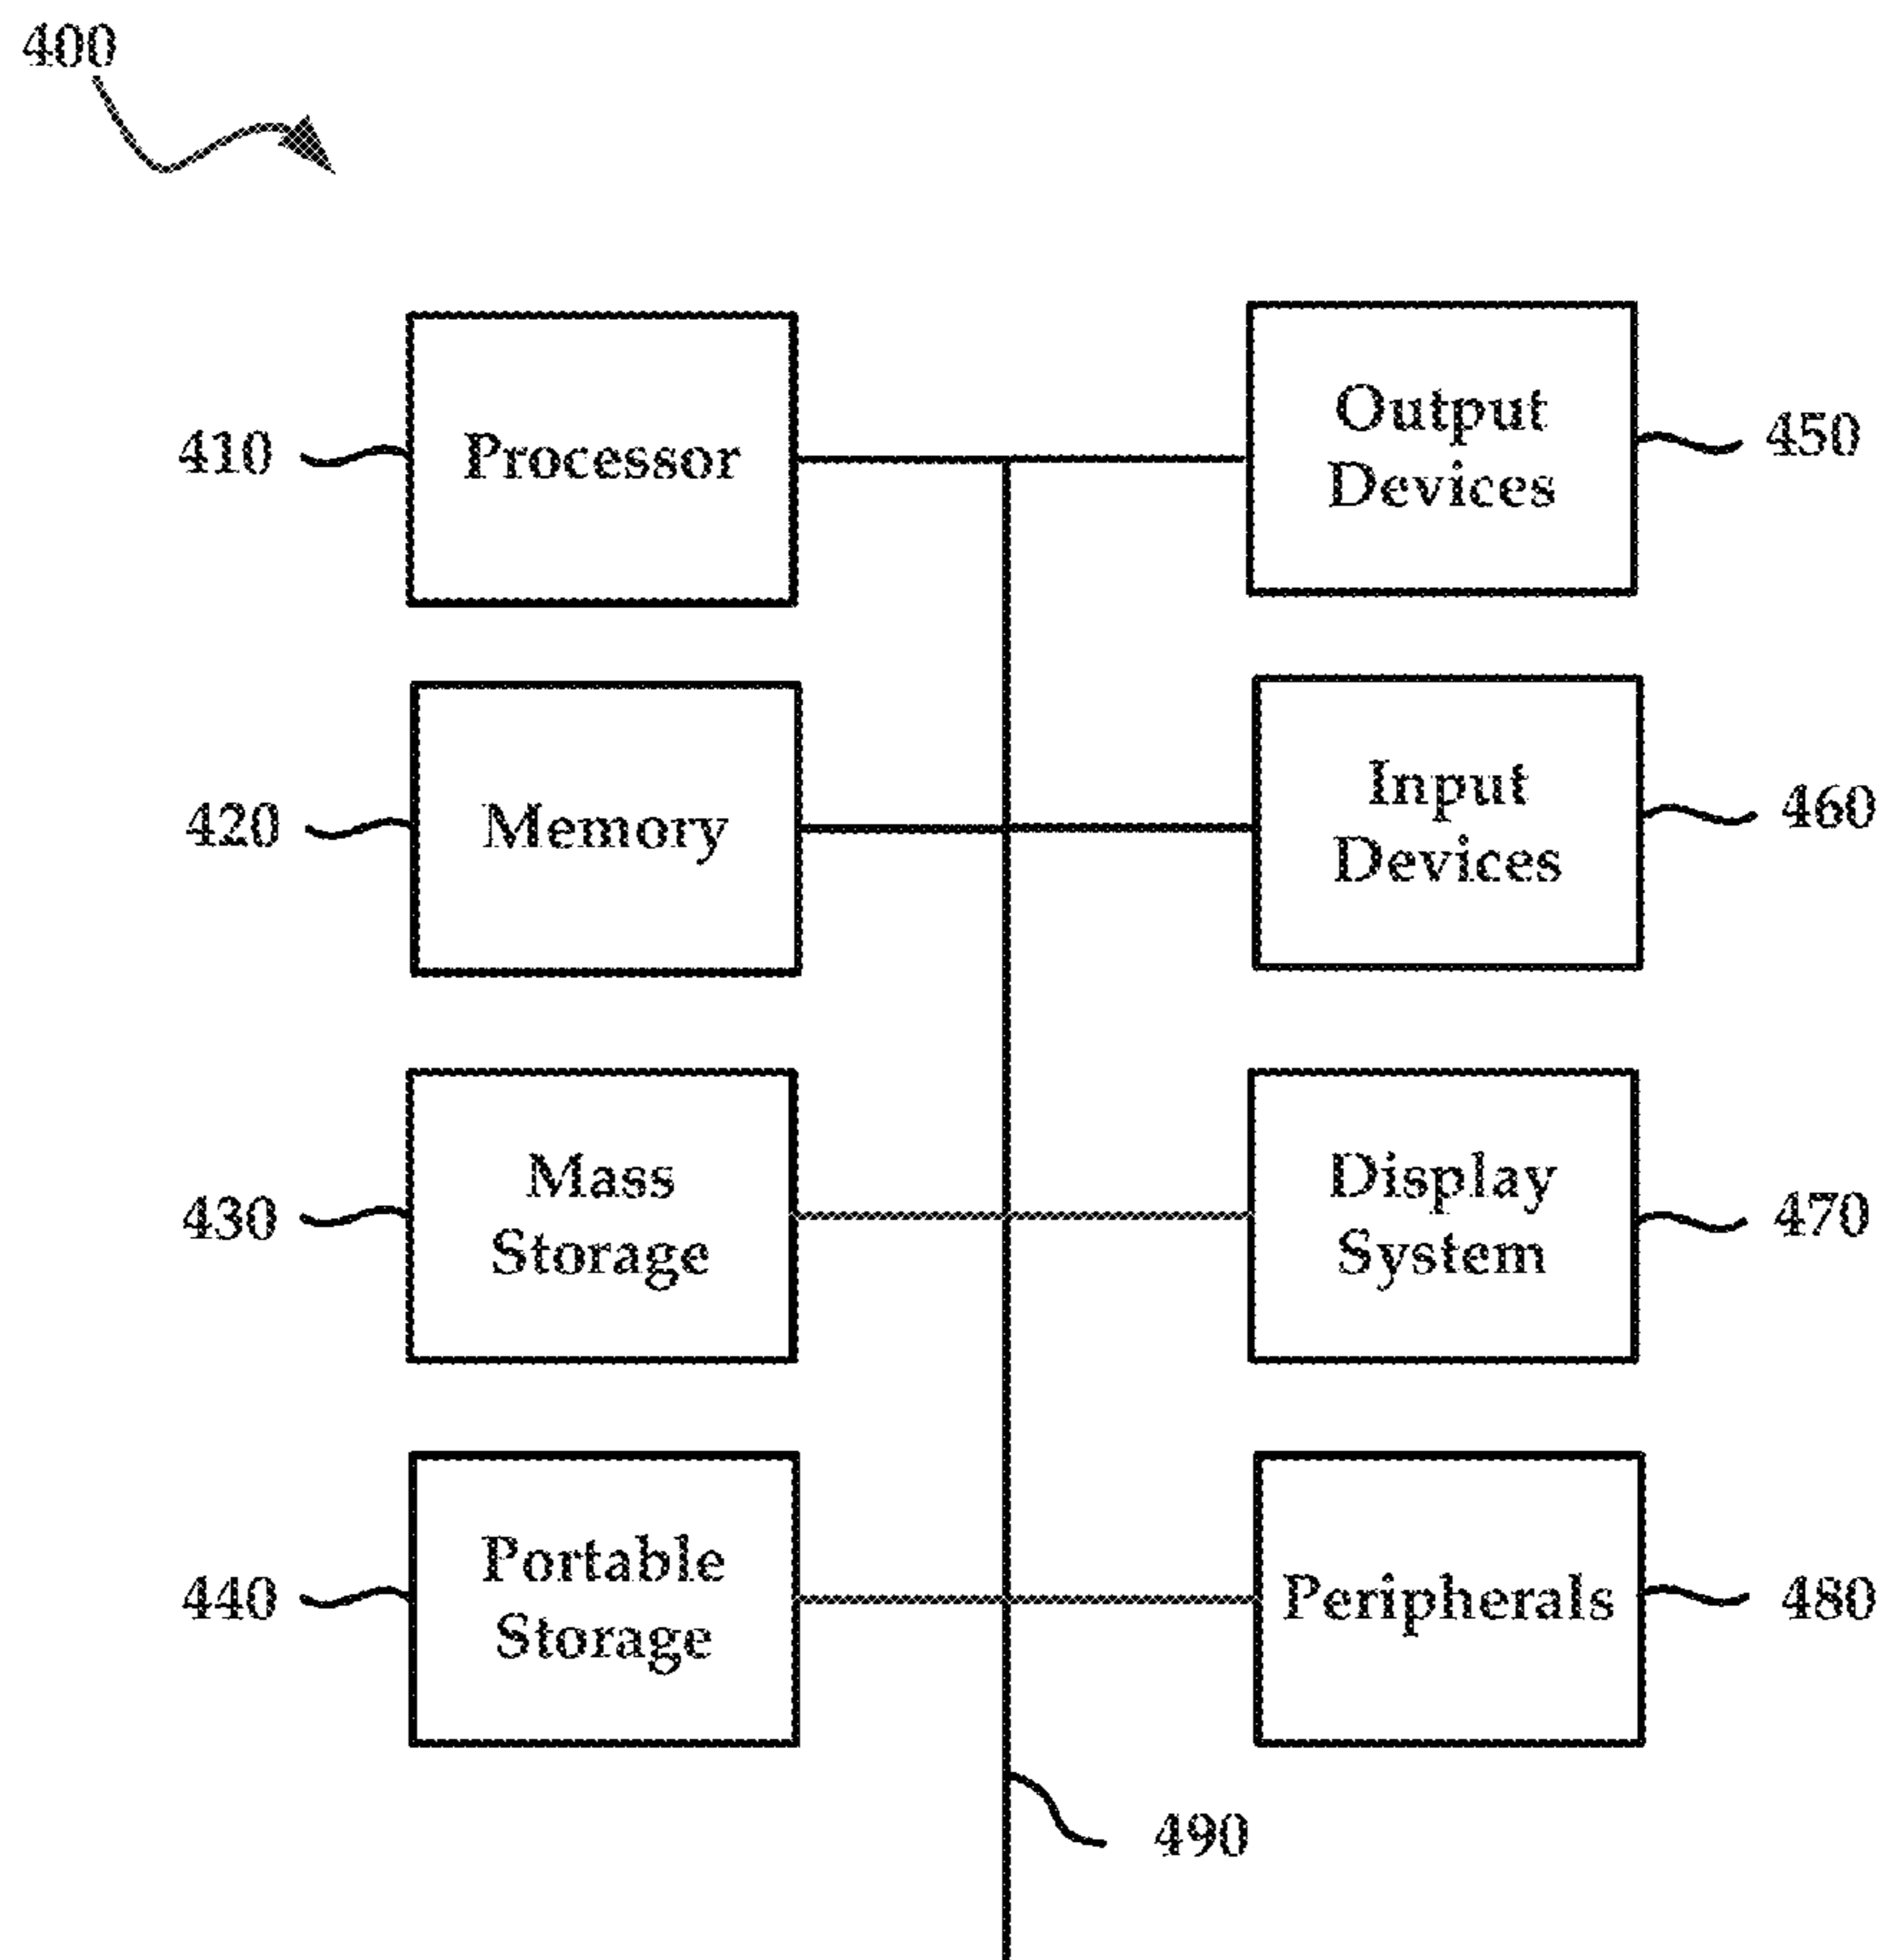 400
410
Processor
Output
Devices
450
420
Memory
Input
Devices
460
430
Mass
Storage
Display
System
470
440
Portable
Storage
Peripherals
480
490